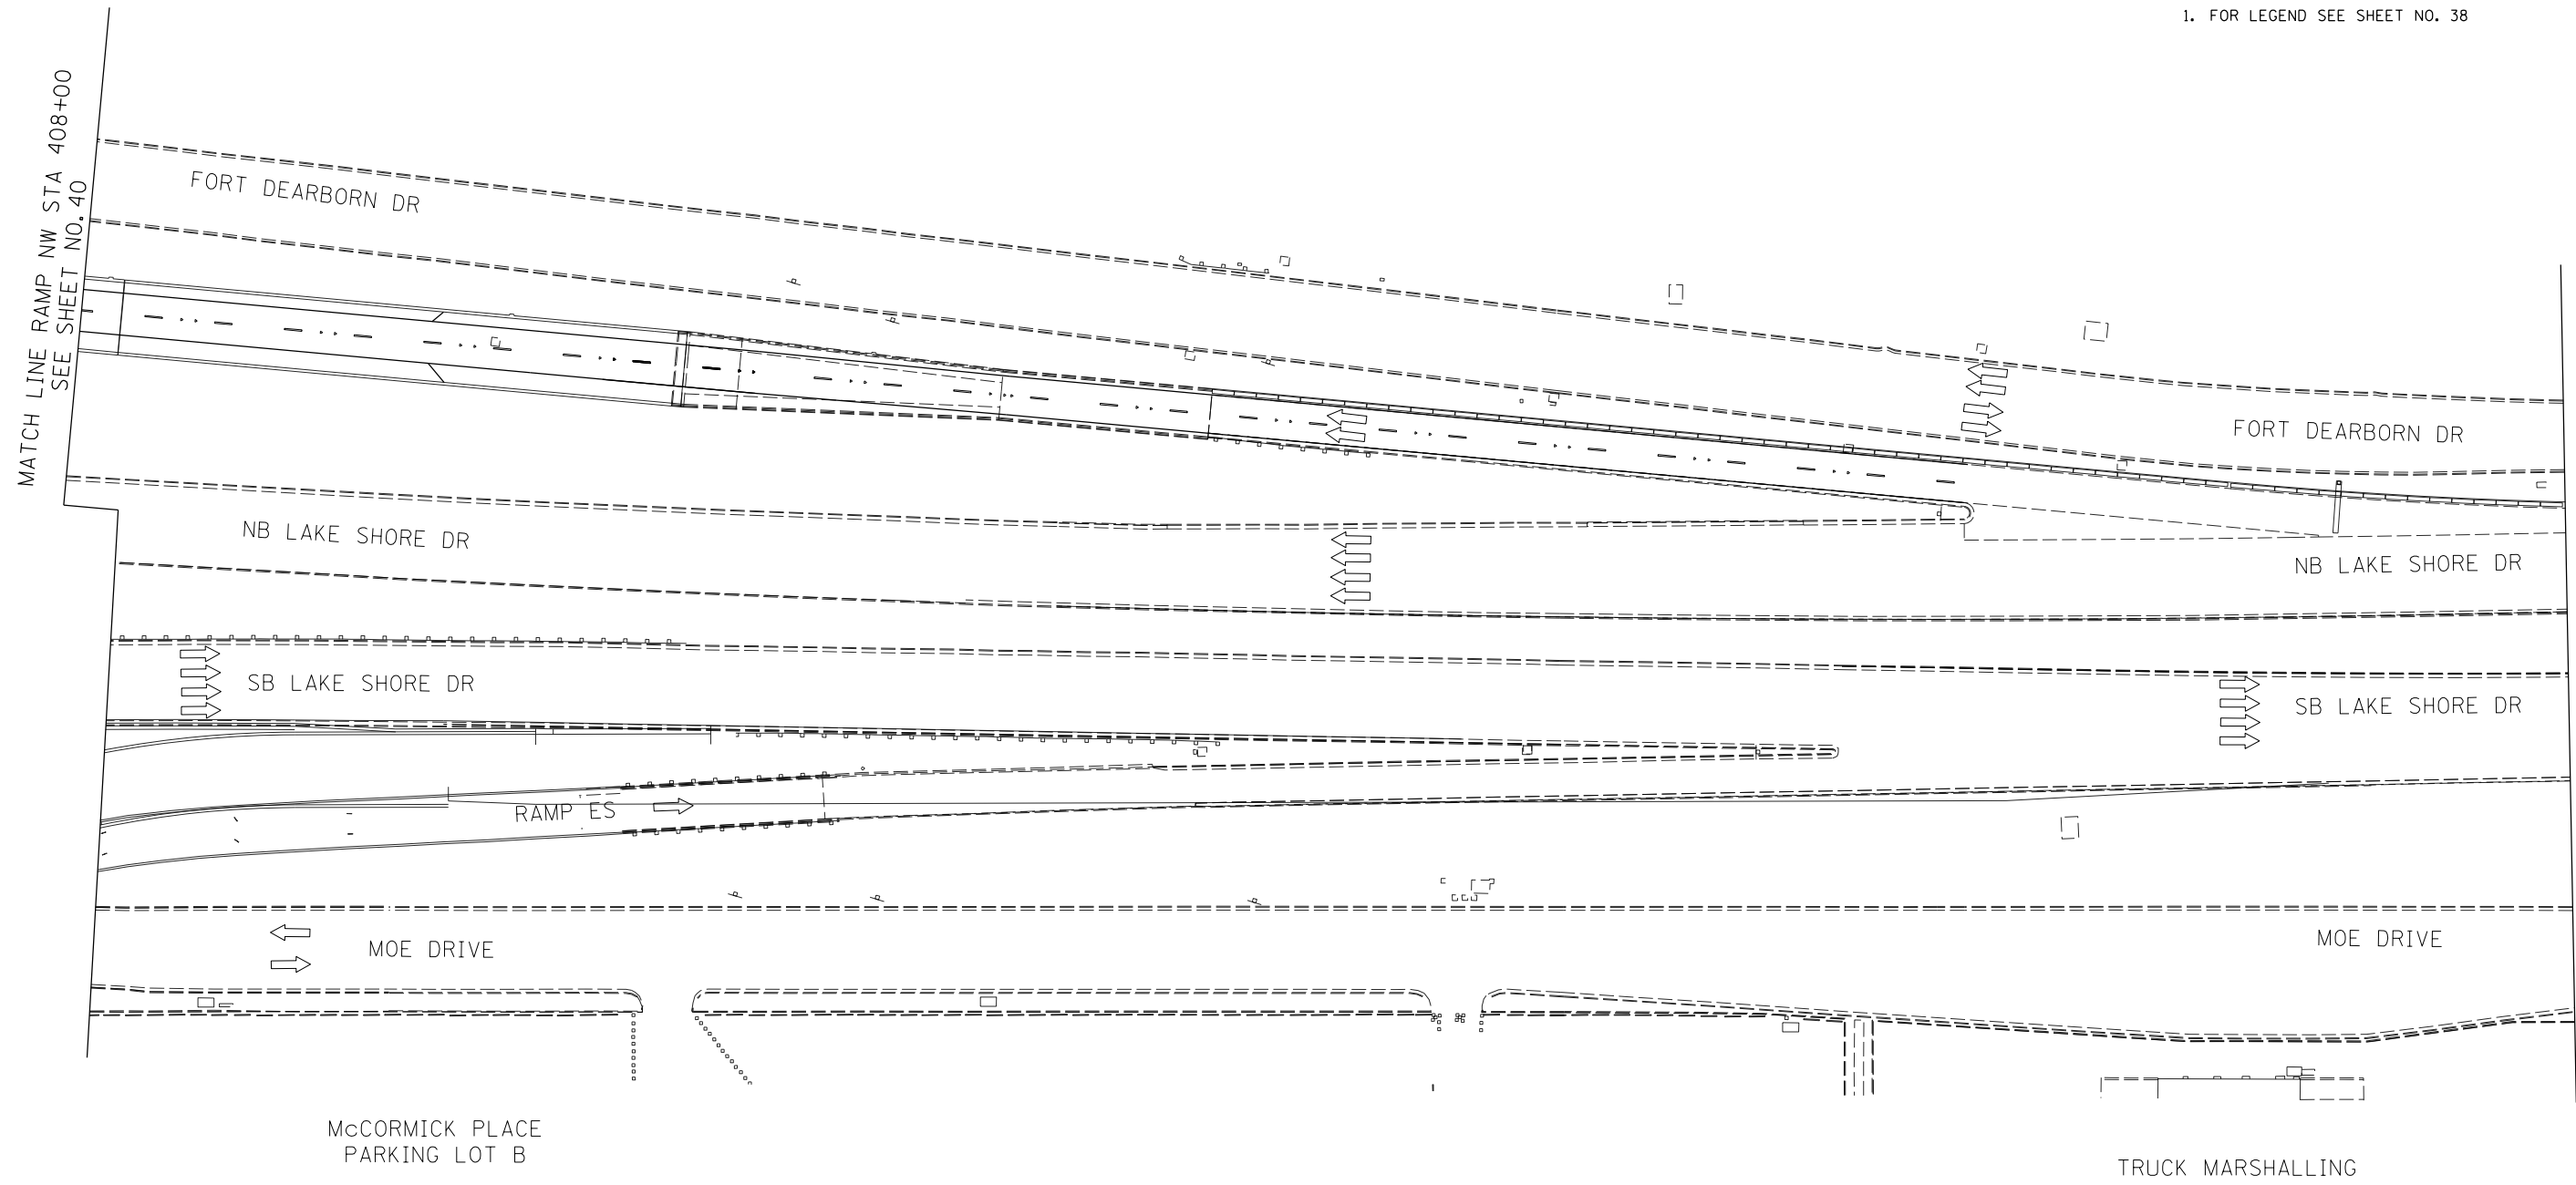 1. FOR LEGEND SEE SHEET NO. 38
MATCH LINE RAMP NW STA 408+00
SEE SHEET NO. 40
FORT DEARBORN DR
FORT DEARBORN DR
NB LAKE SHORE DR
NB LAKE SHORE DR
SB LAKE SHORE DR
SB LAKE SHORE DR
RAMP ES
MOE DRIVE
MOE DRIVE
McCORMICK PLACE
PARKING LOT B
TRUCK MARSHALLING